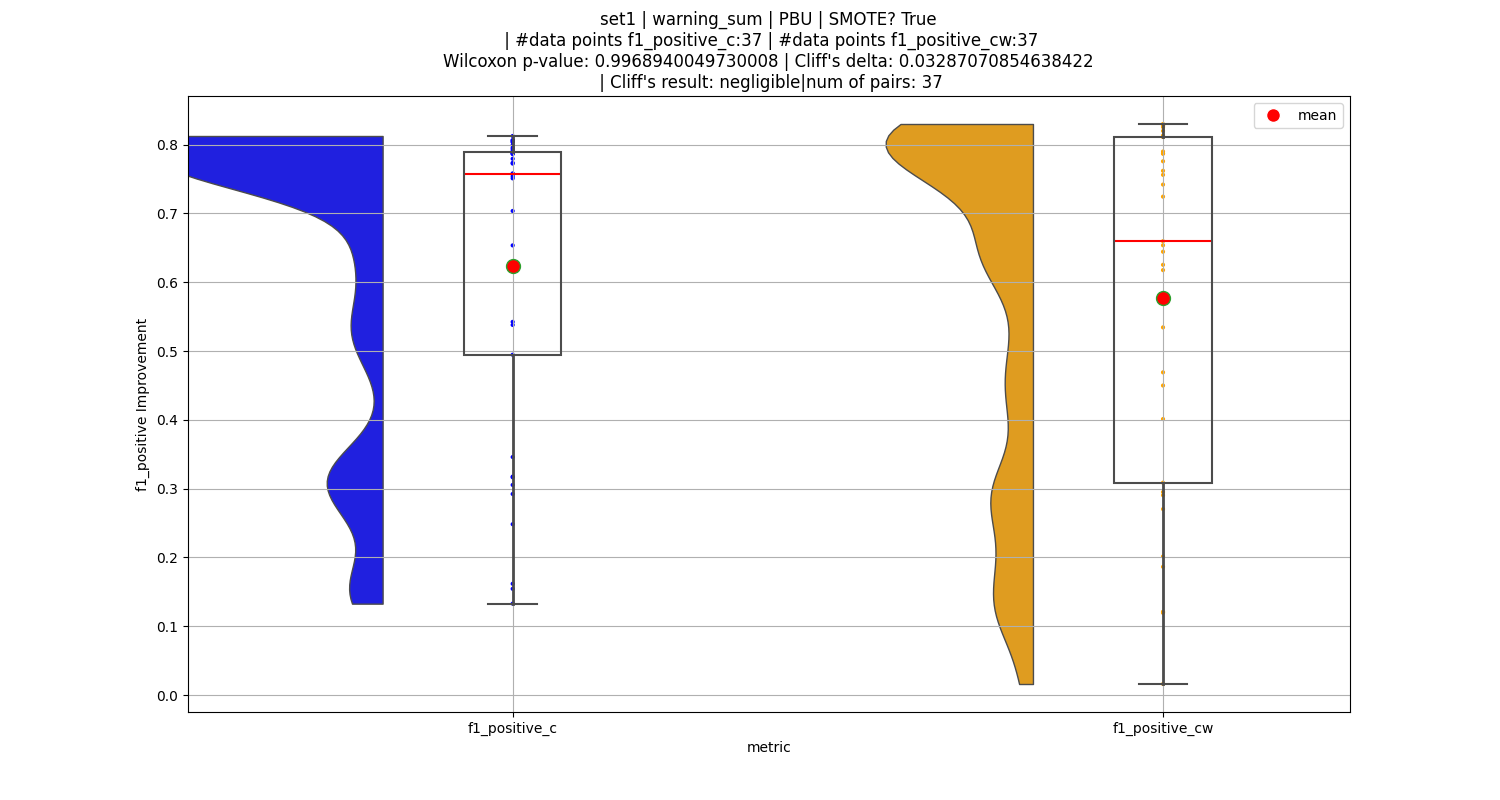 set1 | warning_sum | PBU | SMOTE? True
| #data points f1_positive_c:37 | #data points f1_positive_cw:37
Wilcoxon p-value: 0.9968940049730008 | Cliff's delta: 0.03287070854638422
| Cliff's result: negligible|num of pairs: 37
mean
0.8
0.7
0.6
0.5
0.4
0.3
0.2
0.1
0.0
f1_positive Improvement
f1_positive_c
f1_positive_cw
metric